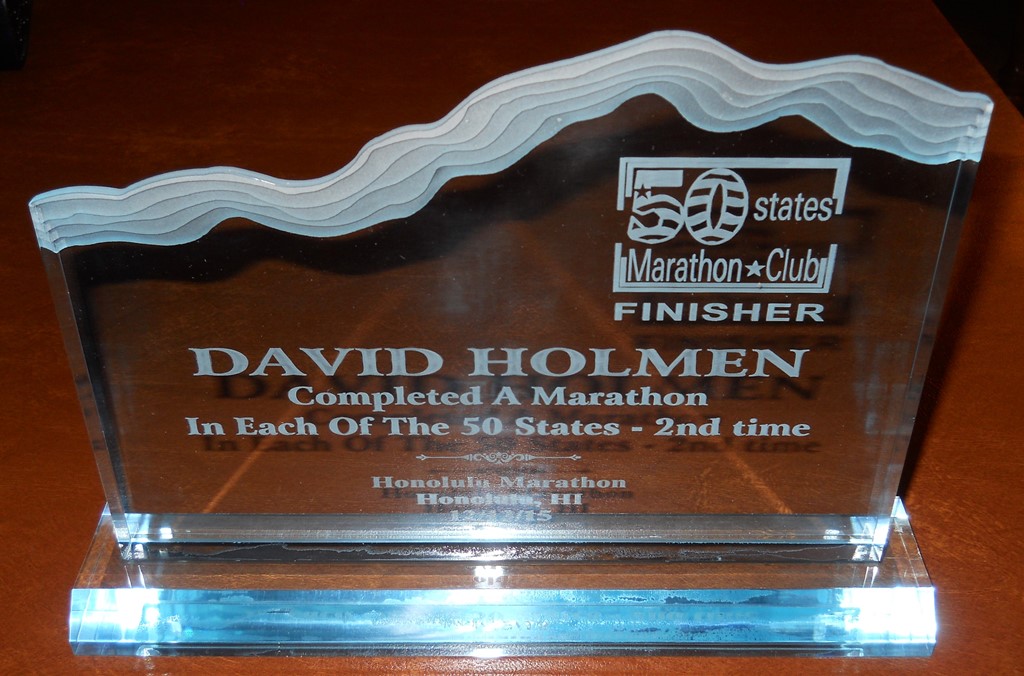 50 states
Marathon★Club
FINISHER
DAVID HOLMEN
Completed A Marathon
In Each Of The 50 States - 2nd time
Honolulu Marathon
Honolulu, HI